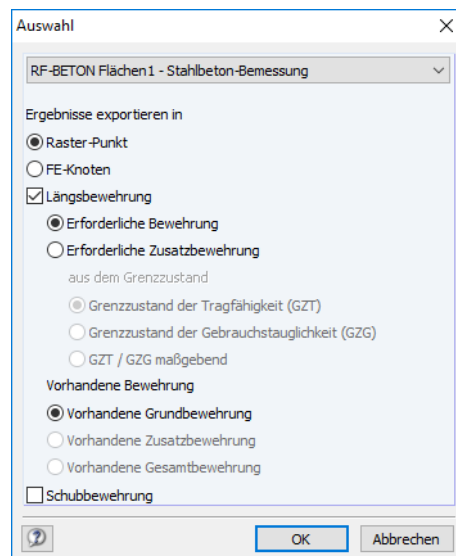 Auswahl
RF-BETON Flächen1 - Stahlbeton-Bemessung
Ergebnisse exportieren in
Raster-Punkt
FE-Knoten
Längsbewehrung
Erforderliche Bewehrung
Erforderliche Zusatzbewehrung
aus dem Grenzzustand
Grenzzustand der Tragfähigkeit (GZT)
Grenzzustand der Gebrauchstauglichkeit (GZG)
GZT / GZG maßgebend
Vorhandene Bewehrung
Vorhandene Grundbewehrung
Vorhandene Zusatzbewehrung
Vorhandene Gesamtbewehrung
Schubbewehrung
OK Abbrechen